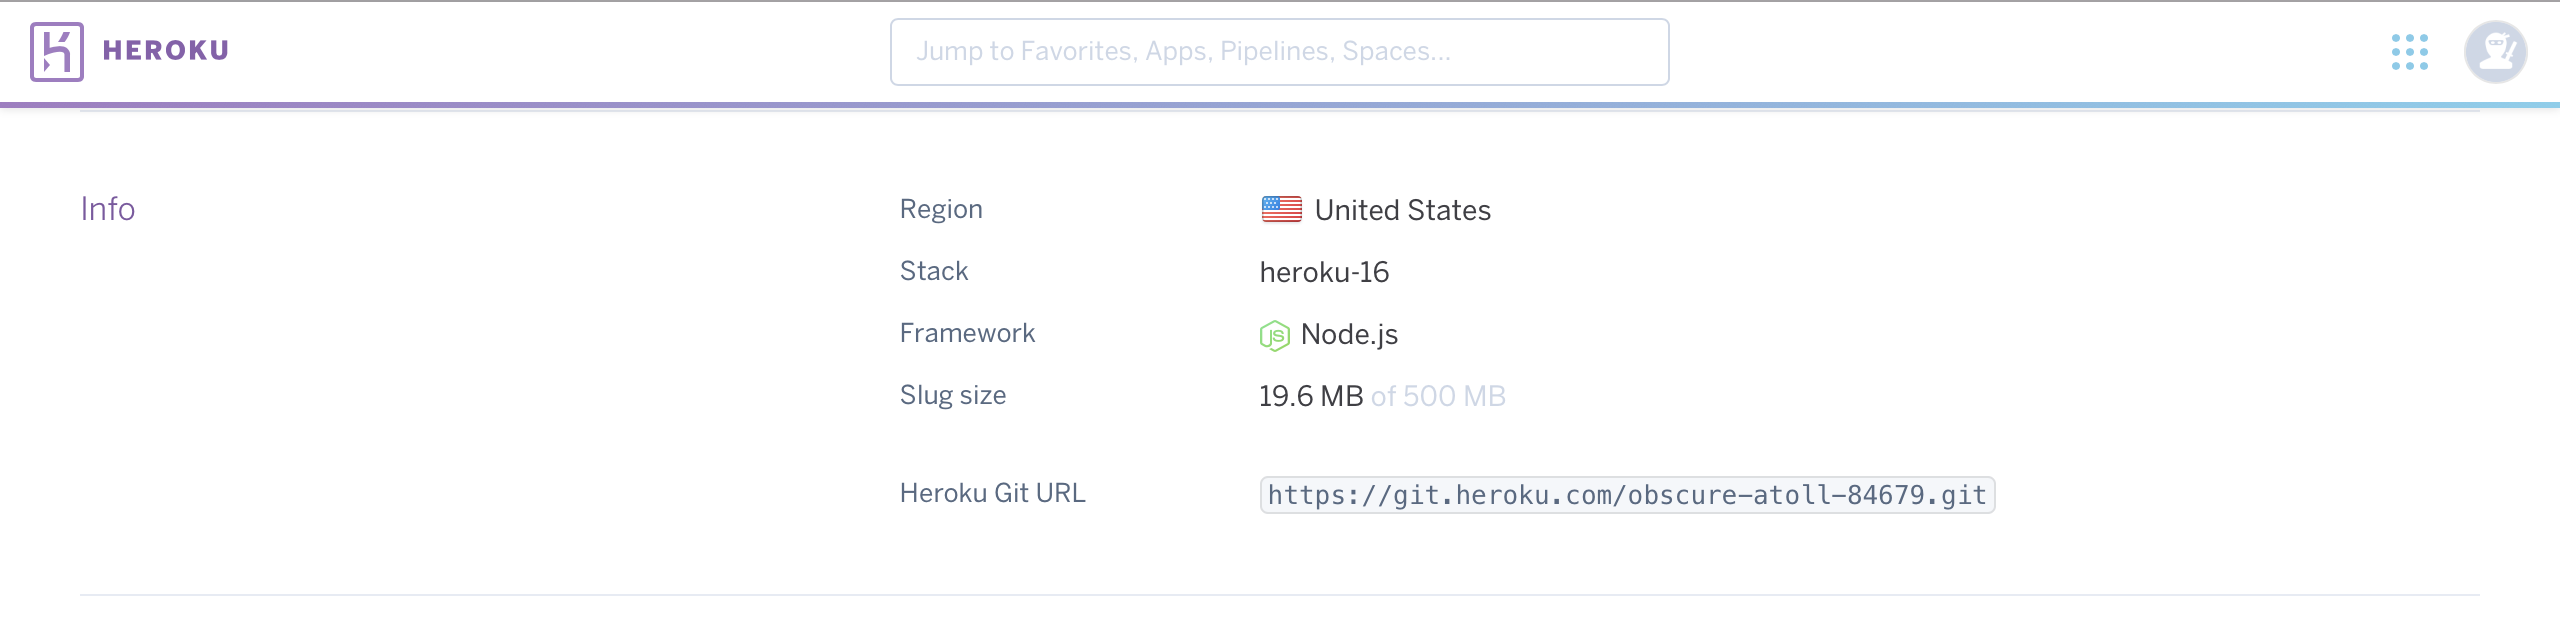 HEROKU
Jump to Favorites, Apps, Pipelines, Spaces...
Info
Region United States
Stack heroku-16
Framework JS Node.js
Slug size 19.6 MB of 500 MB
Heroku Git URL https://git.heroku.com/obscure-atoll-84679.git